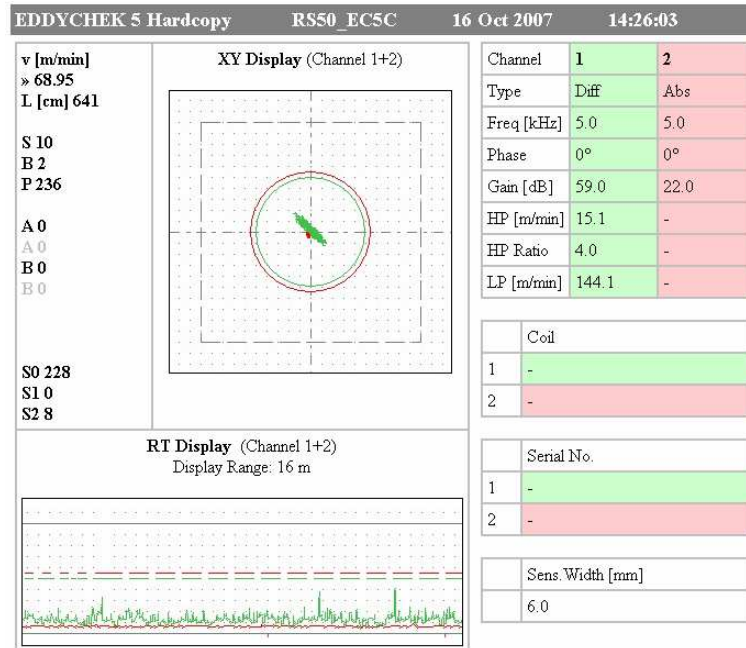 EDDYCHEK 5 Hardcopy RS50_EC5C 16 Oct 2007 14:26:03
v [m/min]
» 68.95
L [cm] 641
S 10
B 2
P 236
A 0
A 0
B 0
B 0
S0 228
S1 0
S2 8
XY Display (Channel 1+2)
RT Display (Channel 1+2)
Display Range: 16 m
Channel 1 2
Type Diff Abs
Freq [kHz] 5.0 5.0
Phase 0° 0°
Gain [dB] 59.0 22.0
HP [m/min] 15.1 -
HP Ratio 4.0 -
LP [m/min] 144.1 -
Coil
1 -
2 -
Serial No.
1 -
2 -
Sens.Width [mm]
6.0